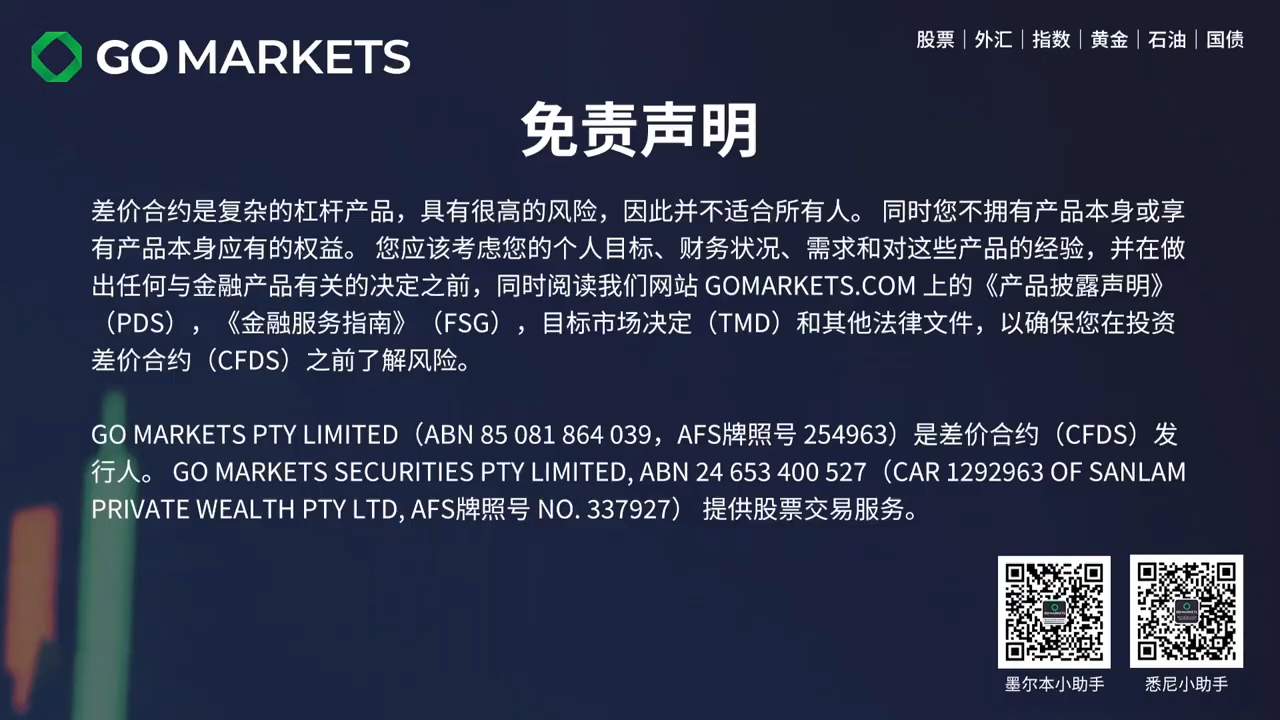 GO MARKETS
股票｜外汇｜指数｜黄金｜石油｜国债
免责声明
差价合约是复杂的杠杆产品，具有很高的风险，因此并不适合所有人。 同时您不拥有产品本身或享
有产品本身应有的权益。 您应该考虑您的个人目标、财务状况、需求和对这些产品的经验，并在做
出任何与金融产品有关的决定之前，同时阅读我们网站 GOMARKETS.COM 上的《产品披露声明》
（PDS），《金融服务指南》（FSG），目标市场决定（TMD）和其他法律文件，以确保您在投资
差价合约（CFDS）之前了解风险。
GO MARKETS PTY LIMITED（ABN 85 081 864 039，AFS牌照号 254963）是差价合约（CFDS）发
行人。 GO MARKETS SECURITIES PTY LIMITED, ABN 24 653 400 527（CAR 1292963 OF SANLAM
PRIVATE WEALTH PTY LTD, AFS牌照号 NO. 337927） 提供股票交易服务。
墨尔本小助手
悉尼小助手